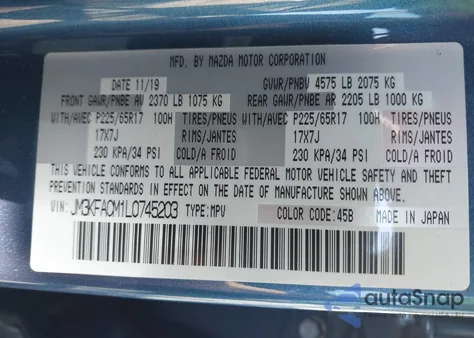 MFD. BY MAZDA MOTOR CORPORATION
DATE 11/19 GVWR/PNBV 4575 LB 2075 KG
FRONT GAWR/PNBE AV 2370 LB 1075 KG REAR GAWR/PNBE AR 2205 LB 1000 KG
WITH/AVEC P225/65R17 100H TIRES/PNEUS WITH/AVEC P225/65R17 100H TIRES/PNEUS
17X7J RIMS/JANTES 17X7J RIMS/JANTES
230 KPA/34 PSI COLD/A FROID 230 KPA/34 PSI COLD/A FROID
THIS VEHICLE CONFORMS TO ALL APPLICABLE FEDERAL MOTOR VEHICLE SAFETY AND THEFT
PREVENTION STANDARDS IN EFFECT ON THE DATE OF MANUFACTURE SHOWN ABOVE.
VIN: JM3KFACM1L0745203 TYPE: MPV COLOR CODE: 45B MADE IN JAPAN
autoSnap